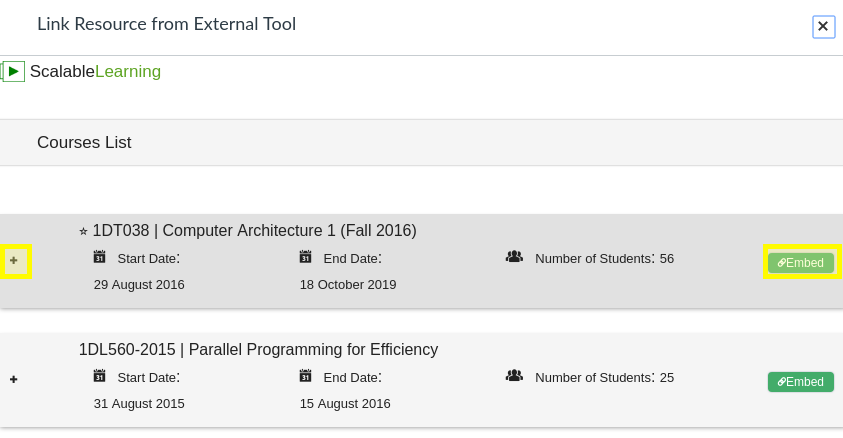 Link Resource from External Tool
ScalableLearning
Courses List
1DT038 | Computer Architecture 1 (Fall 2016)
Start Date: End Date: Number of Students: 56
29 August 2016 18 October 2019
Embed
1DL560-2015 | Parallel Programming for Efficiency
Start Date: End Date: Number of Students: 25
31 August 2015 15 August 2016
Embed